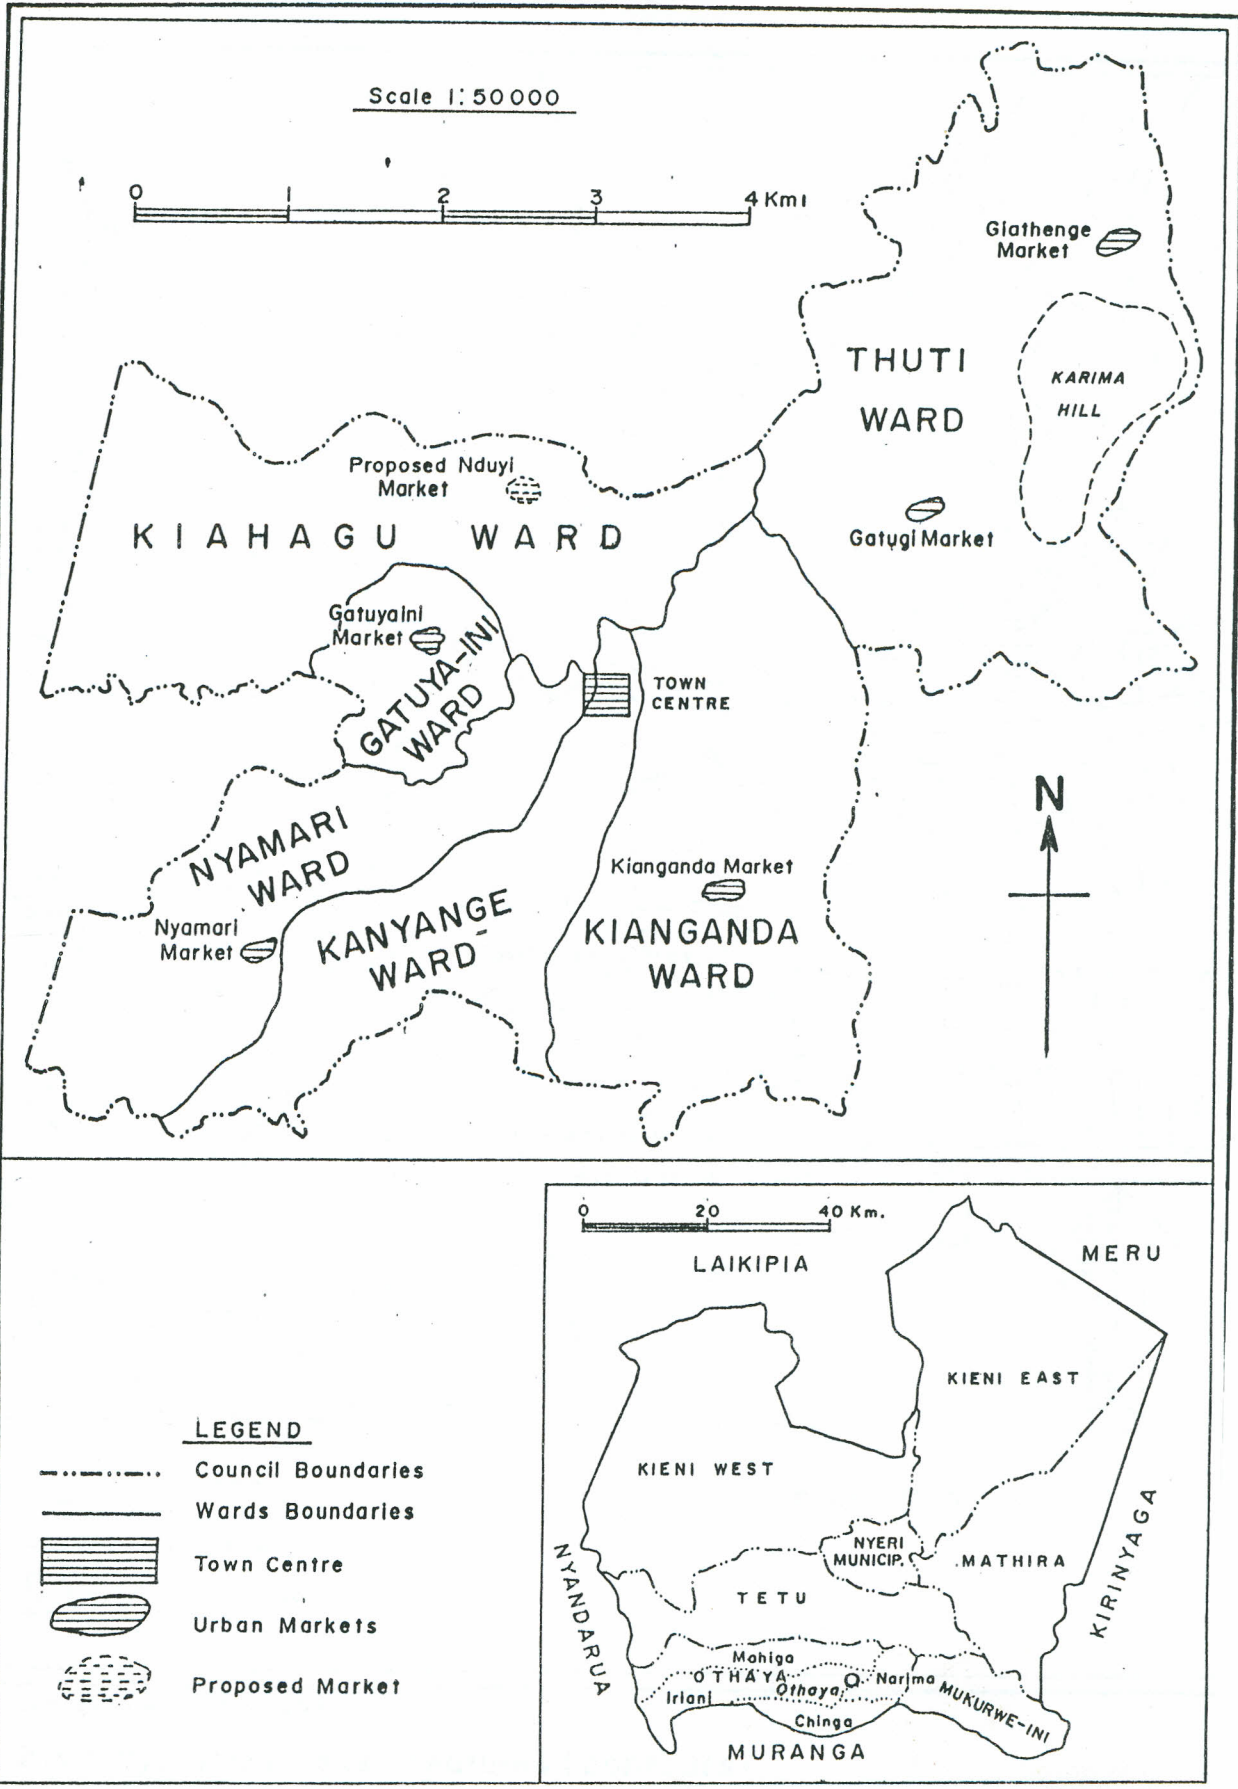 Scale 1:50000
0 1 2 3 4 Km
Giathenge
Market
THUTI
WARD
KARIMA
HILL
Proposed Nduyi
Market
KIAHAGU WARD
Gatugi Market
Gatuyaini
Market
GATUYA-INI
WARD
TOWN
CENTRE
N
NYAMARI
WARD
Kianganda Market
KIANGANDA
WARD
KANYANGE
WARD
Nyamari
Market
0 20 40 Km.
LAIKIPIA
MERU
KIENI EAST
KIENI WEST
NYERI
MUNICIP.
MATHIRA
KIRINYAGA
NYANDARUA
TETU
Mahiga
OTHAYA
Othaya
Narima
Iriani
MUKURWE-INI
Chinga
MURANGA
LEGEND
Council Boundaries
Wards Boundaries
Town Centre
Urban Markets
Proposed Market